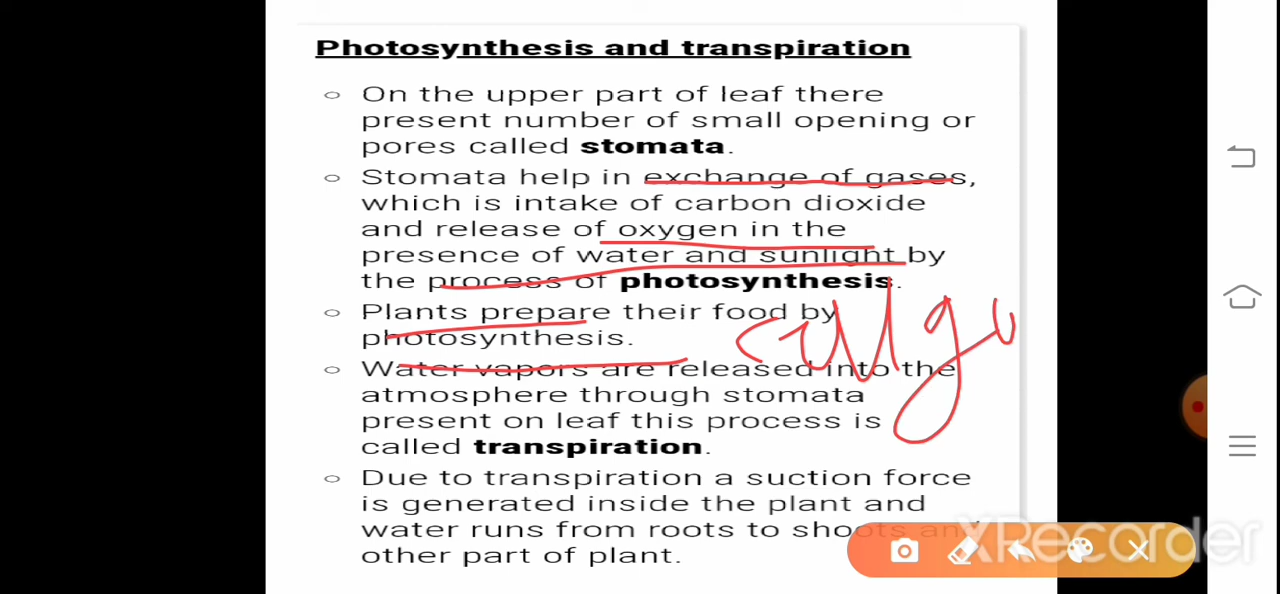 Photosynthesis and transpiration
○ On the upper part of leaf there
present number of small opening or
pores called stomata.
○ Stomata help in exchange of gases,
which is intake of carbon dioxide
and release of oxygen in the
presence of water and sunlight by
the process of photosynthesis.
○ Plants prepare their food by
photosynthesis.
○ Water vapors are released into the
atmosphere through stomata
present on leaf this process is
called transpiration.
○ Due to transpiration a suction force
is generated inside the plant and
water runs from roots to shoots and
other part of plant.
XRecorder